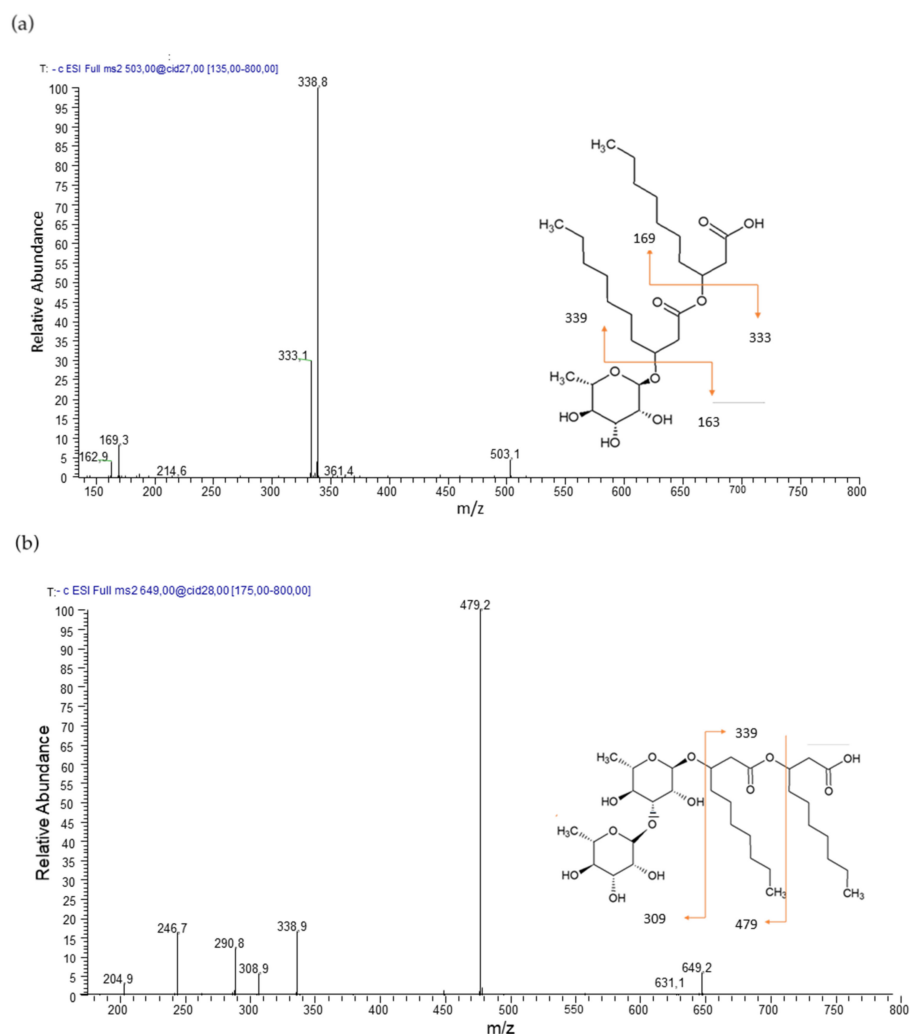 (a)
T: - c ESI Full ms2 503,00@cid27,00 [135,00-800,00]
338,8
100
95
90
85
80
75
70
65
60
55
50
45
40
35
30
25
20
15
10
5
0
Relative Abundance
333,1
162,9
169,3
214,6
361,4
503,1
150 200 250 300 350 400 450 500 550 600 650 700 750 800
m/z
H₃C
H₃C
O
OH
169
O
O
333
339
H₃C
O
O
HO
OH
HO
163
(b)
T:- c ESI Full ms2 649,00@cid28,00 [175,00-800,00]
479,2
100
95
90
85
80
75
70
65
60
55
50
45
40
35
30
25
20
15
10
5
0
Relative Abundance
204,9
246,7
290,8
308,9
338,9
631,1
649,2
200 250 300 350 400 450 500 550 600 650 700 750 800
m/z
339
H₃C
O
O
O
OH
HO
OH
O
O
H₃C
O
O
HO
OH
OH
CH₃
CH₃
309
479